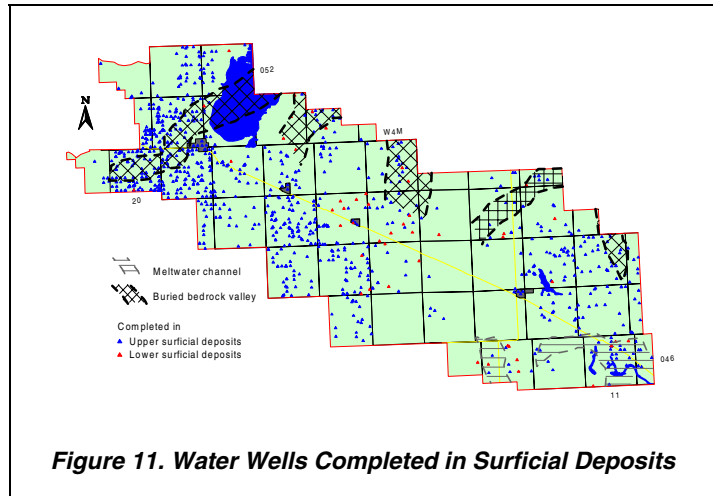 052
N
W4M
20
Meltwater channel
Buried bedrock valley
Completed in
Upper surficial deposits
Lower surficial deposits
046
11
Figure 11. Water Wells Completed in Surficial Deposits